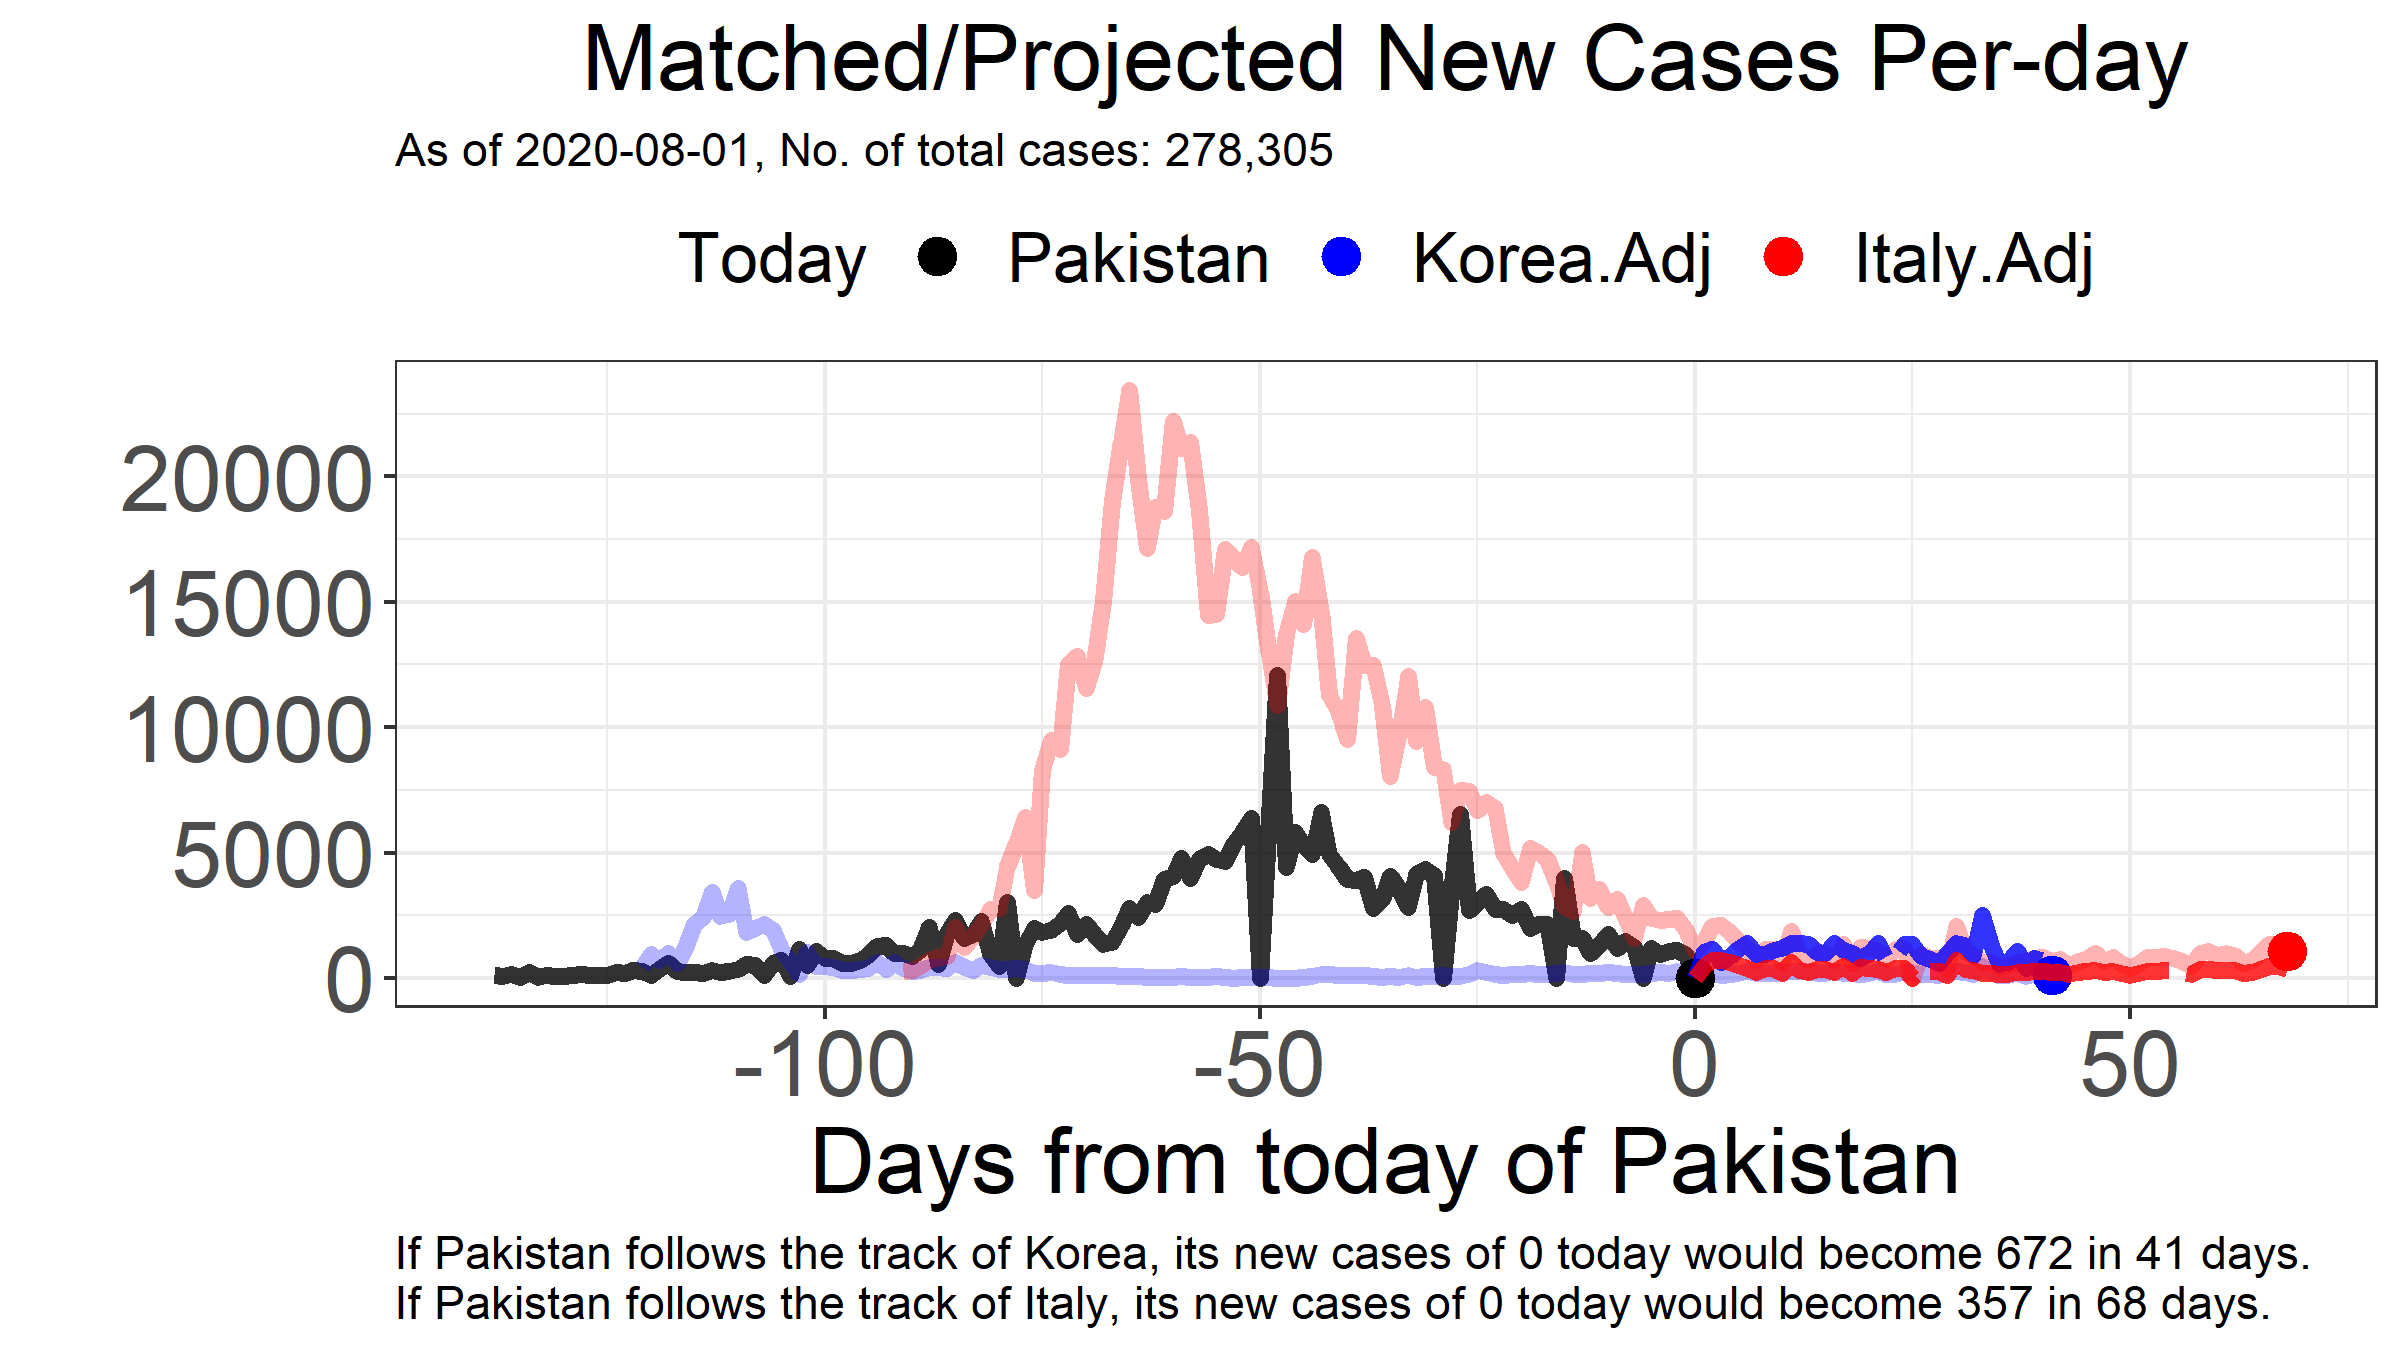 Matched/Projected New Cases Per-day
As of 2020-08-01, No. of total cases: 278,305
Today Pakistan Korea.Adj Italy.Adj
20000
15000
10000
5000
0
-100 -50 0 50
Days from today of Pakistan
If Pakistan follows the track of Korea, its new cases of 0 today would become 672 in 41 days.
If Pakistan follows the track of Italy, its new cases of 0 today would become 357 in 68 days.